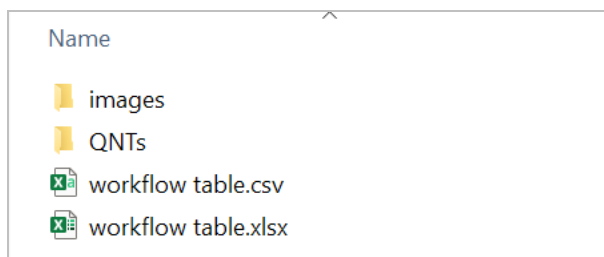 Name
images
QNTs
workflow table.csv
workflow table.xlsx